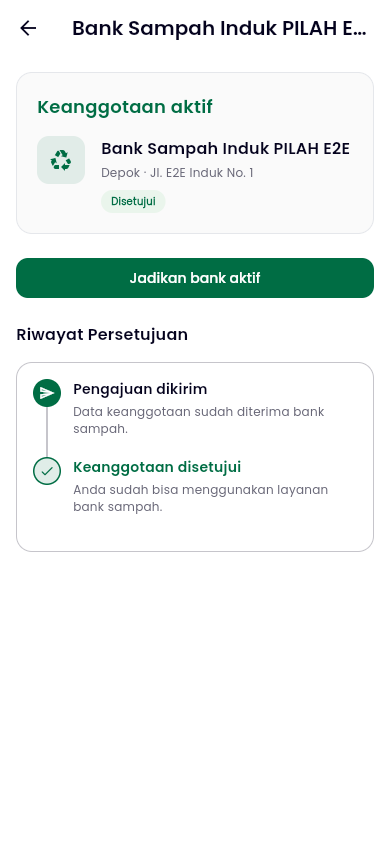 Bank Sampah Induk PILAH E...
Keanggotaan aktif
Bank Sampah Induk PILAH E2E
Depok · Jl. E2E Induk No. 1
Disetujui
Jadikan bank aktif
Riwayat Persetujuan
Pengajuan dikirim
Data keanggotaan sudah diterima bank
sampah.
Keanggotaan disetujui
Anda sudah bisa menggunakan layanan
bank sampah.